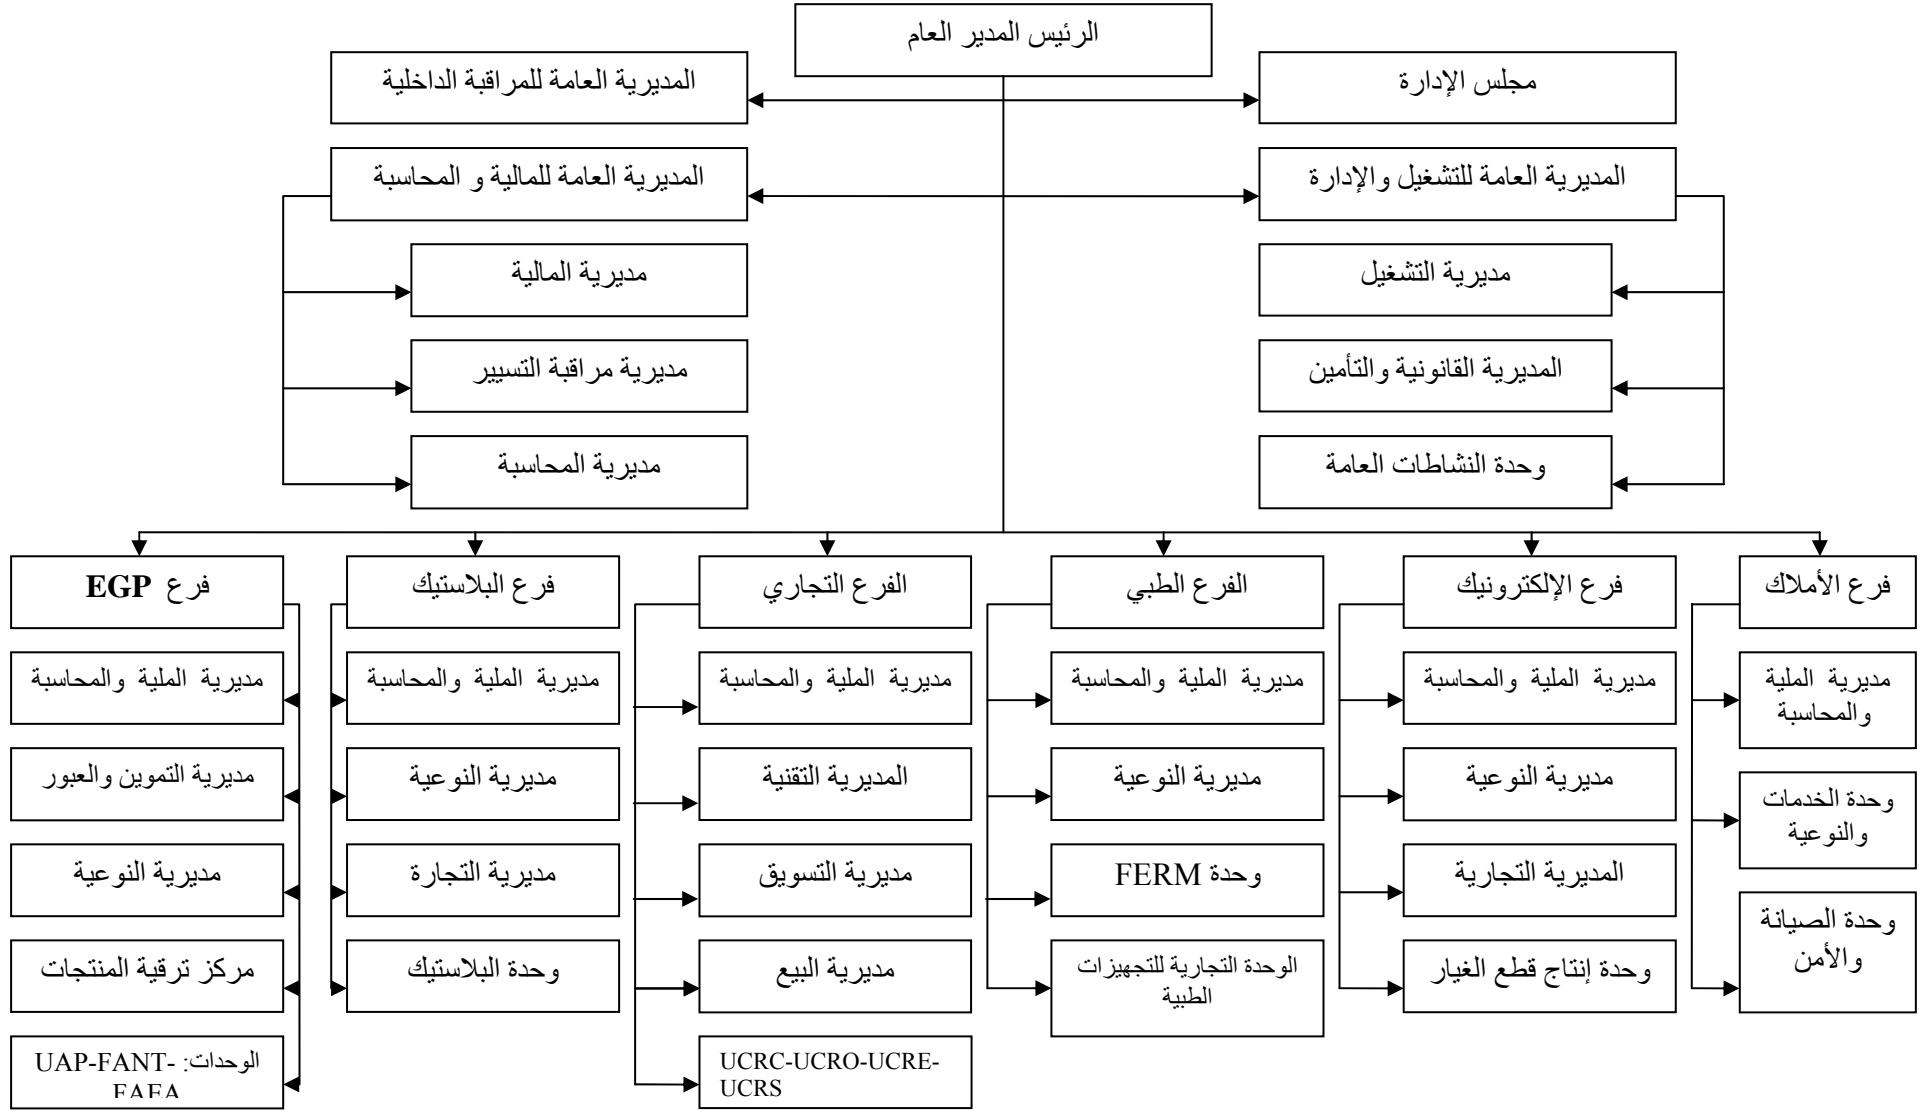 الرئيس المدير العام
مجلس الإدارة
المديرية العامة للمراقبة الداخلية
المديرية العامة للتشغيل والإدارة
المديرية العامة للمالية و المحاسبة
مديرية التشغيل
المديرية القانونية والتأمين
وحدة النشاطات العامة
مديرية المالية
مديرية مراقبة التسيير
مديرية المحاسبة
فرع الأملاك
مديرية الملية
والمحاسبة
وحدة الخدمات
والنوعية
وحدة الصيانة
والأمن
فرع الإلكترونيك
مديرية الملية والمحاسبة
مديرية النوعية
المديرية التجارية
وحدة إنتاج قطع الغيار
الفرع الطبي
مديرية الملية والمحاسبة
مديرية النوعية
وحدة FERM
الوحدة التجارية للتجهيزات
الطبية
الفرع التجاري
مديرية الملية والمحاسبة
المديرية التقنية
مديرية التسويق
مديرية البيع
UCRC-UCRO-UCRE-
UCRS
فرع البلاستيك
مديرية الملية والمحاسبة
مديرية النوعية
مديرية التجارة
وحدة البلاستيك
فرع EGP
مديرية الملية والمحاسبة
مديرية التموين والعبور
مديرية النوعية
مركز ترقية المنتجات
الوحدات: UAP-FANT-